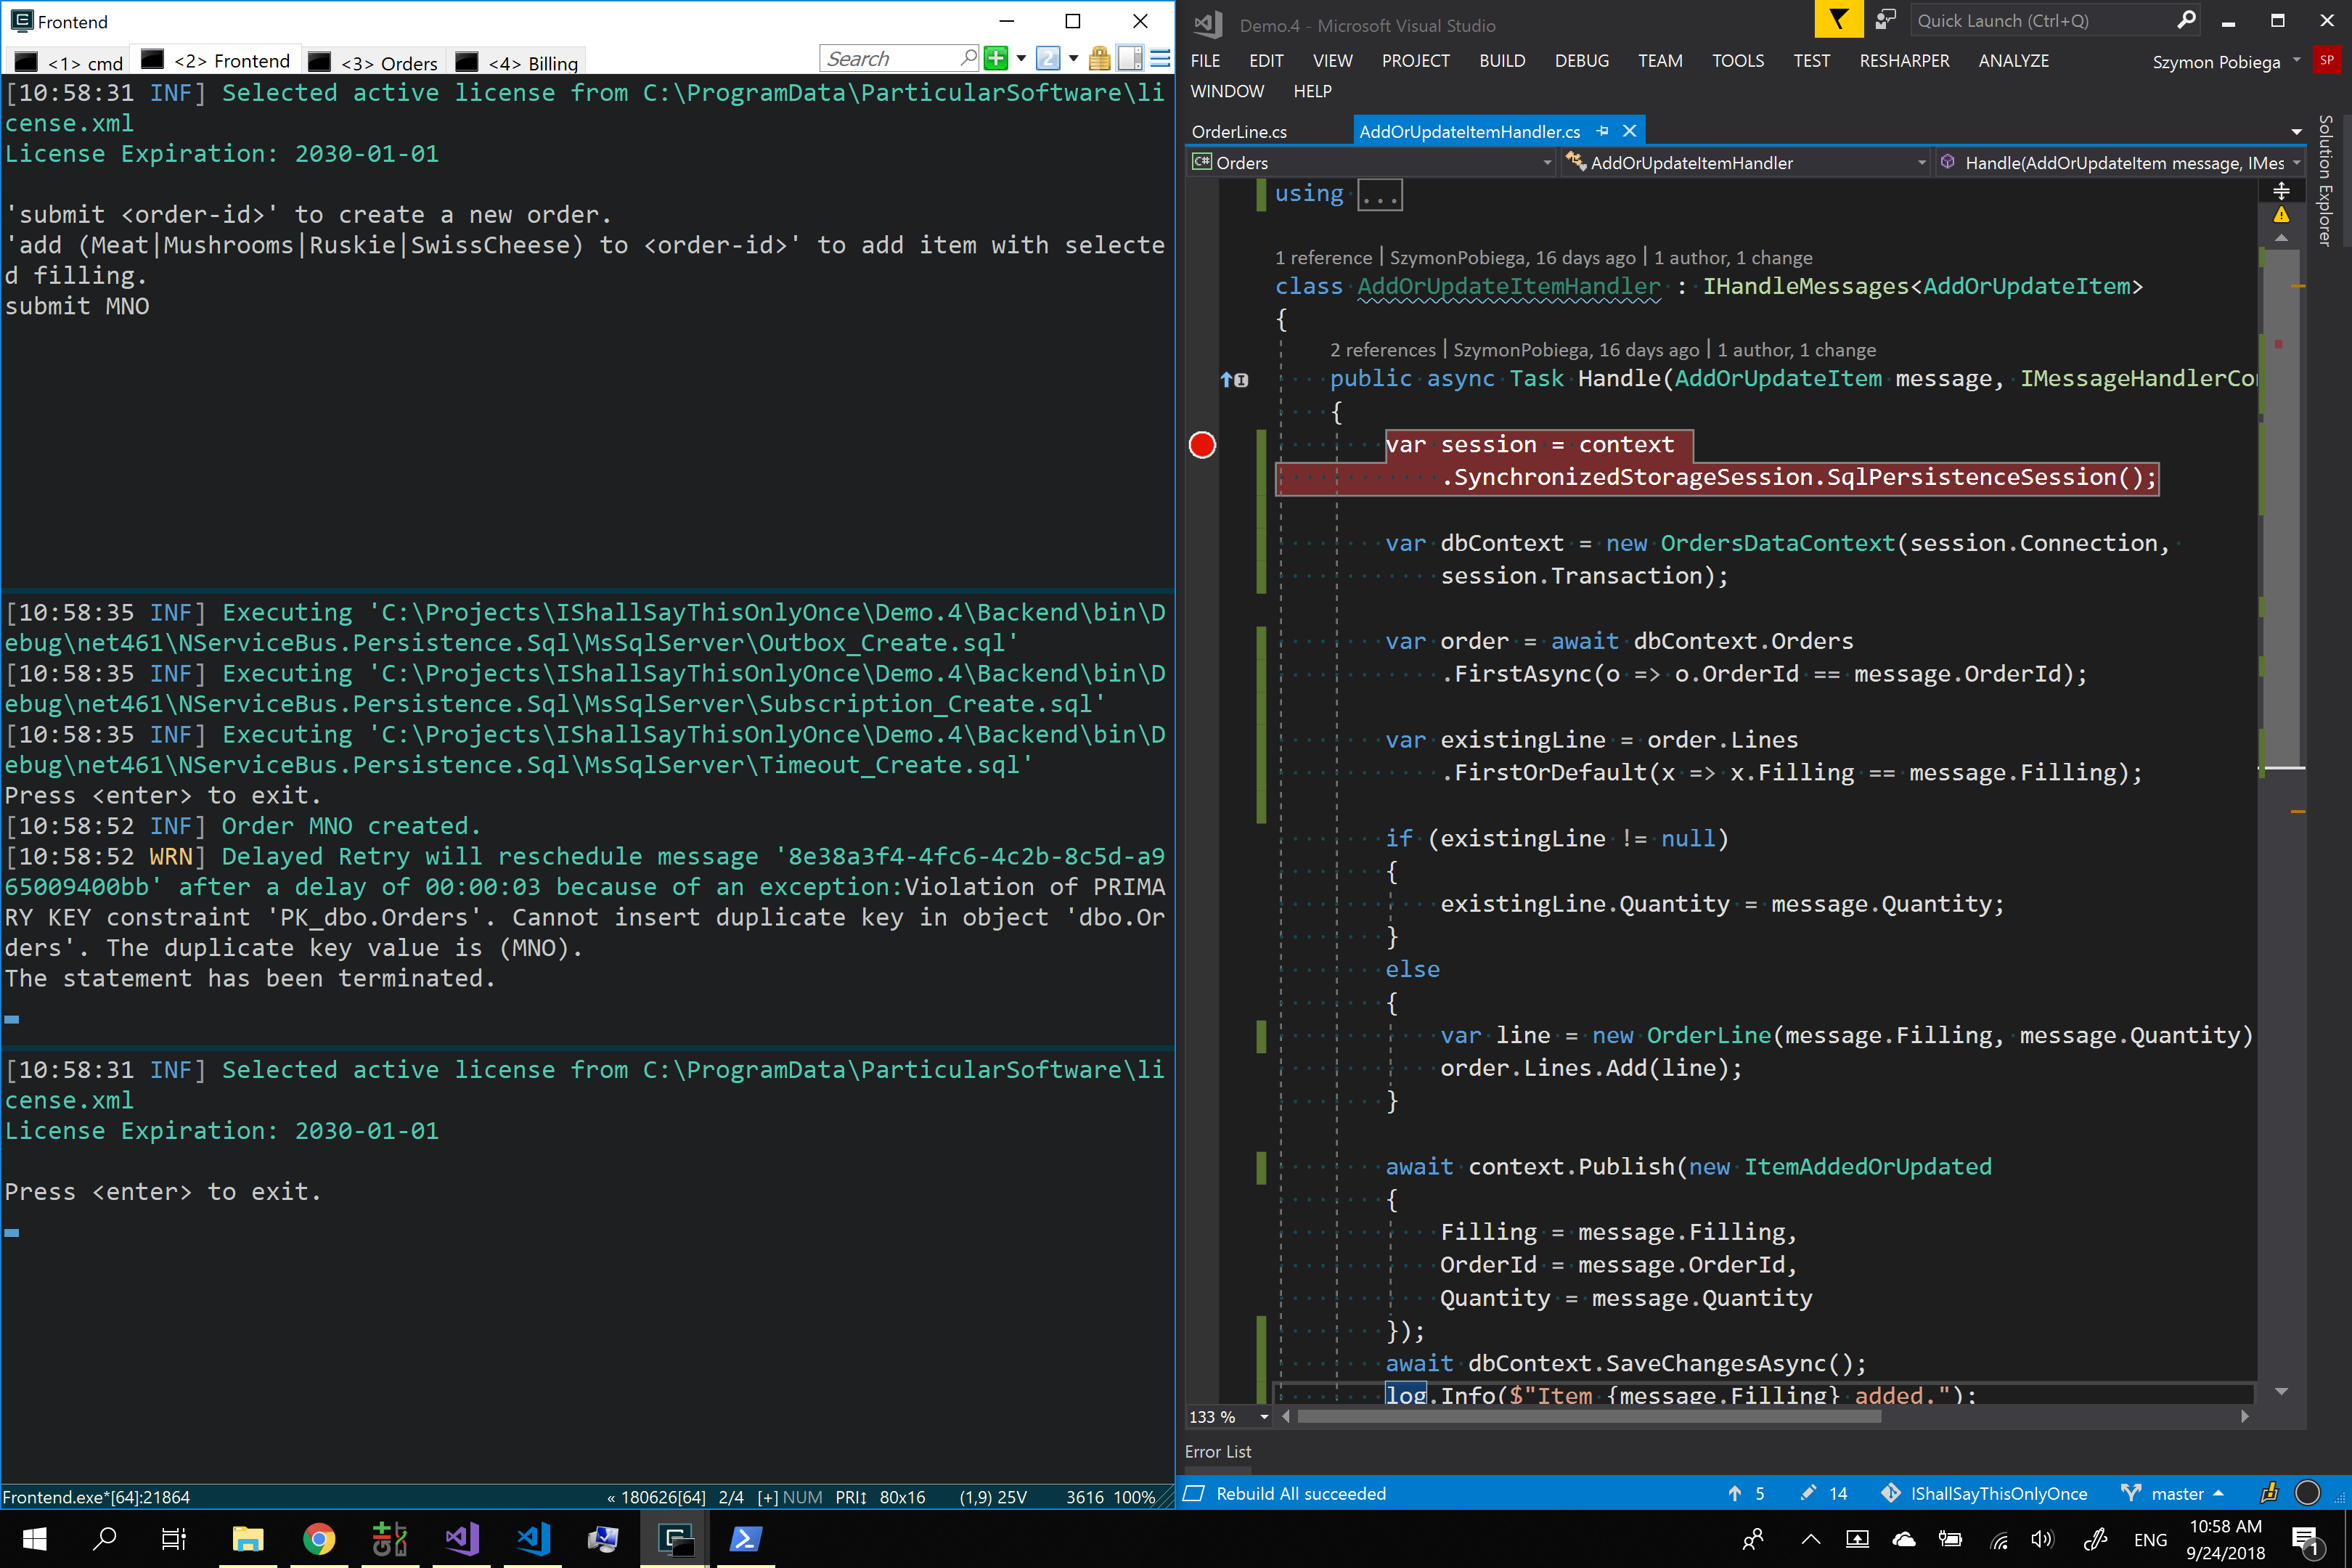 Frontend
<1> cmd
<2> Frontend
<3> Orders
<4> Billing
Search
[10:58:31 INF] Selected active license from C:\ProgramData\ParticularSoftware\li
cense.xml
License Expiration: 2030-01-01
'submit <order-id>' to create a new order.
'add (Meat|Mushrooms|Ruskie|SwissCheese) to <order-id>' to add item with selecte
d filling.
submit MNO
[10:58:35 INF] Executing 'C:\Projects\IShallSayThisOnlyOnce\Demo.4\Backend\bin\D
ebug\net461\NServiceBus.Persistence.Sql\MsSqlServer\Outbox_Create.sql'
[10:58:35 INF] Executing 'C:\Projects\IShallSayThisOnlyOnce\Demo.4\Backend\bin\D
ebug\net461\NServiceBus.Persistence.Sql\MsSqlServer\Subscription_Create.sql'
[10:58:35 INF] Executing 'C:\Projects\IShallSayThisOnlyOnce\Demo.4\Backend\bin\D
ebug\net461\NServiceBus.Persistence.Sql\MsSqlServer\Timeout_Create.sql'
Press <enter> to exit.
[10:58:52 INF] Order MNO created.
[10:58:52 WRN] Delayed Retry will reschedule message '8e38a3f4-4fc6-4c2b-8c5d-a9
65009400bb' after a delay of 00:00:03 because of an exception:Violation of PRIMA
RY KEY constraint 'PK_dbo.Orders'. Cannot insert duplicate key in object 'dbo.Or
ders'. The duplicate key value is (MNO).
The statement has been terminated.
[10:58:31 INF] Selected active license from C:\ProgramData\ParticularSoftware\li
cense.xml
License Expiration: 2030-01-01
Press <enter> to exit.
Frontend.exe*[64]:21864
« 180626[64] 2/4 [+] NUM PRI↕ 80x16 (1,9) 25V 3616 100%
Demo.4 - Microsoft Visual Studio
Quick Launch (Ctrl+Q)
FILE EDIT VIEW PROJECT BUILD DEBUG TEAM TOOLS TEST RESHARPER ANALYZE
Szymon Pobiega
SP
WINDOW HELP
OrderLine.cs
AddOrUpdateItemHandler.cs
Solution Explorer
C# Orders
AddOrUpdateItemHandler
Handle(AddOrUpdateItem message, IMes
using ...
1 reference | SzymonPobiega, 16 days ago | 1 author, 1 change
class AddOrUpdateItemHandler : IHandleMessages<AddOrUpdateItem>
{
2 references | SzymonPobiega, 16 days ago | 1 author, 1 change
public async Task Handle(AddOrUpdateItem message, IMessageHandlerCo
{
var session = context
.SynchronizedStorageSession.SqlPersistenceSession();
var dbContext = new OrdersDataContext(session.Connection,
session.Transaction);
var order = await dbContext.Orders
.FirstAsync(o => o.OrderId == message.OrderId);
var existingLine = order.Lines
.FirstOrDefault(x => x.Filling == message.Filling);
if (existingLine != null)
{
existingLine.Quantity = message.Quantity;
}
else
{
var line = new OrderLine(message.Filling, message.Quantity)
order.Lines.Add(line);
}
await context.Publish(new ItemAddedOrUpdated
{
Filling = message.Filling,
OrderId = message.OrderId,
Quantity = message.Quantity
});
await dbContext.SaveChangesAsync();
log.Info($"Item {message.Filling} added.");
133 %
Error List
Rebuild All succeeded
5
14
IShallSayThisOnlyOnce
master
ENG
10:58 AM
9/24/2018
1